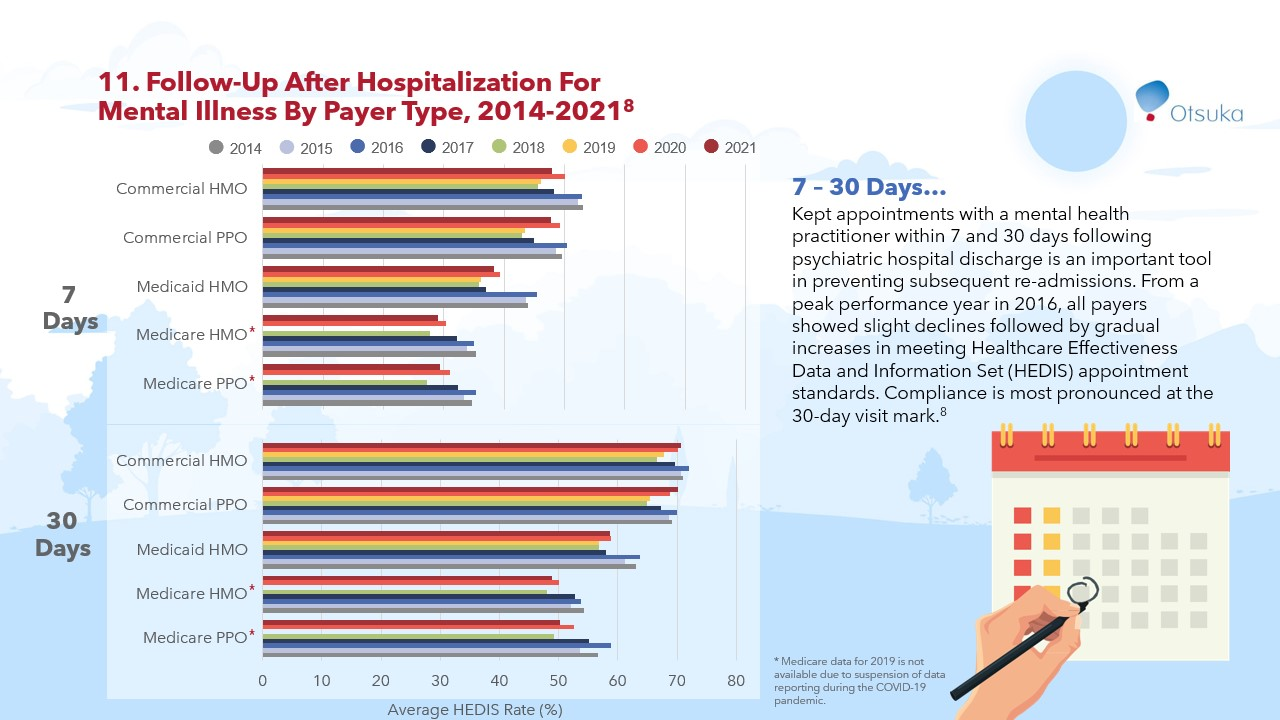 11. Follow-Up After Hospitalization For
Mental Illness By Payer Type, 2014-2021⁸
Otsuka
2014 2015 2016 2017 2018 2019 2020 2021
7
Days
Commercial HMO
Commercial PPO
Medicaid HMO
Medicare HMO*
Medicare PPO*
30
Days
Commercial HMO
Commercial PPO
Medicaid HMO
Medicare HMO*
Medicare PPO*
0 10 20 30 40 50 60 70 80
Average HEDIS Rate (%)
7 – 30 Days...
Kept appointments with a mental health
practitioner within 7 and 30 days following
psychiatric hospital discharge is an important tool
in preventing subsequent re-admissions. From a
peak performance year in 2016, all payers
showed slight declines followed by gradual
increases in meeting Healthcare Effectiveness
Data and Information Set (HEDIS) appointment
standards. Compliance is most pronounced at the
30-day visit mark.⁸
* Medicare data for 2019 is not
available due to suspension of data
reporting during the COVID-19
pandemic.